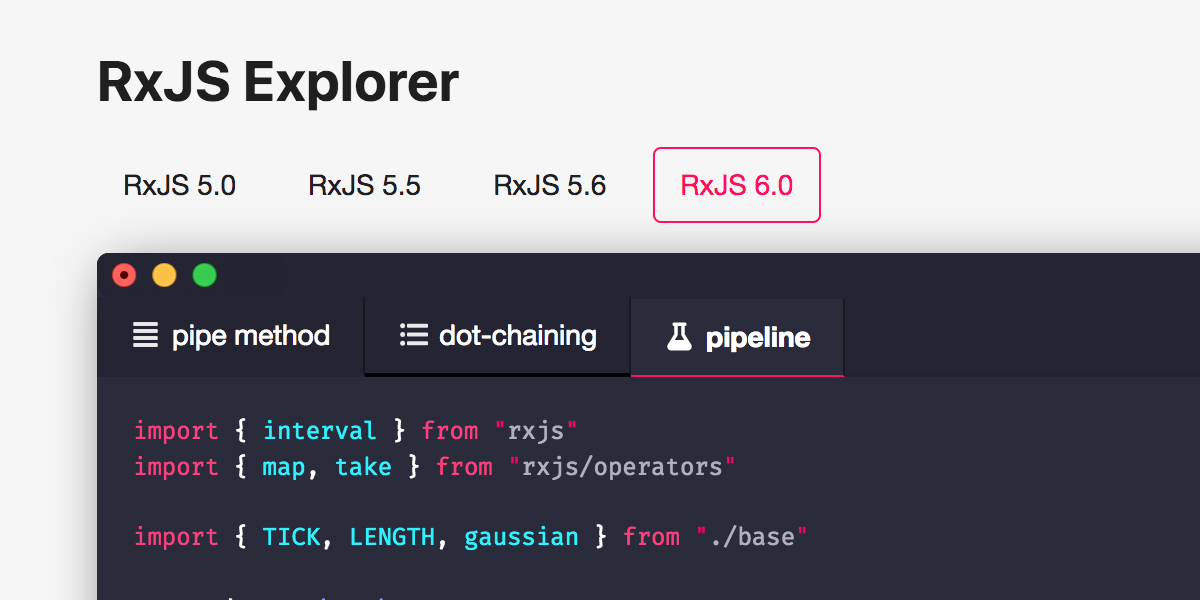 RxJS Explorer
RxJS 5.0 RxJS 5.5 RxJS 5.6 RxJS 6.0
pipe method dot-chaining pipeline
import { interval } from "rxjs"
import { map, take } from "rxjs/operators"
import { TICK, LENGTH, gaussian } from "./base"